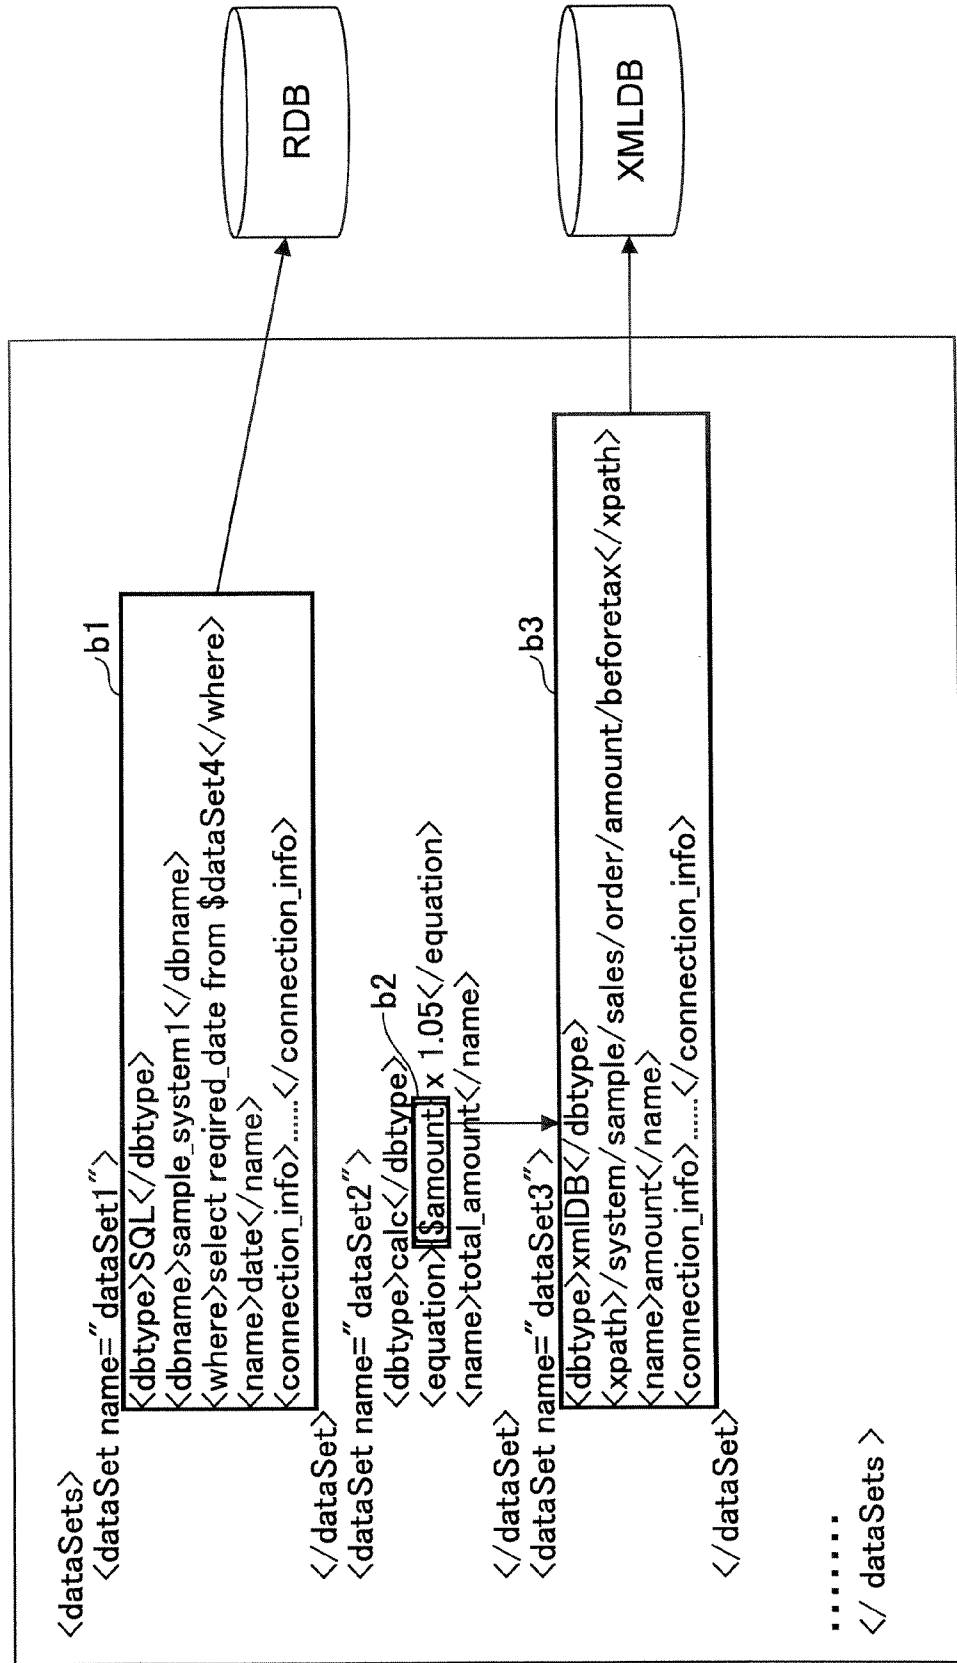 <dataSets>
<dataSet name="dataSet1">
b1
<dbtype>SQL</dbtype>
<dbname>sample_system1</dbname>
<where>select reqired_date from $dataSet4</where>
<name>date</name>
<connection_info>......</connection_info>
</dataSet>
<dataSet name="dataSet2">
b2
<dbtype>calc</dbtype>
<equation>$amount x 1.05</equation>
<name>total_amount</name>
</dataSet>
<dataSet name="dataSet3">
b3
<dbtype>xmlDB</dbtype>
<xpath>/system/sample/sales/order/amount/beforetax</xpath>
<name>amount</name>
<connection_info>......</connection_info>
</dataSet>
.......
</ dataSets >
RDB
XMLDB